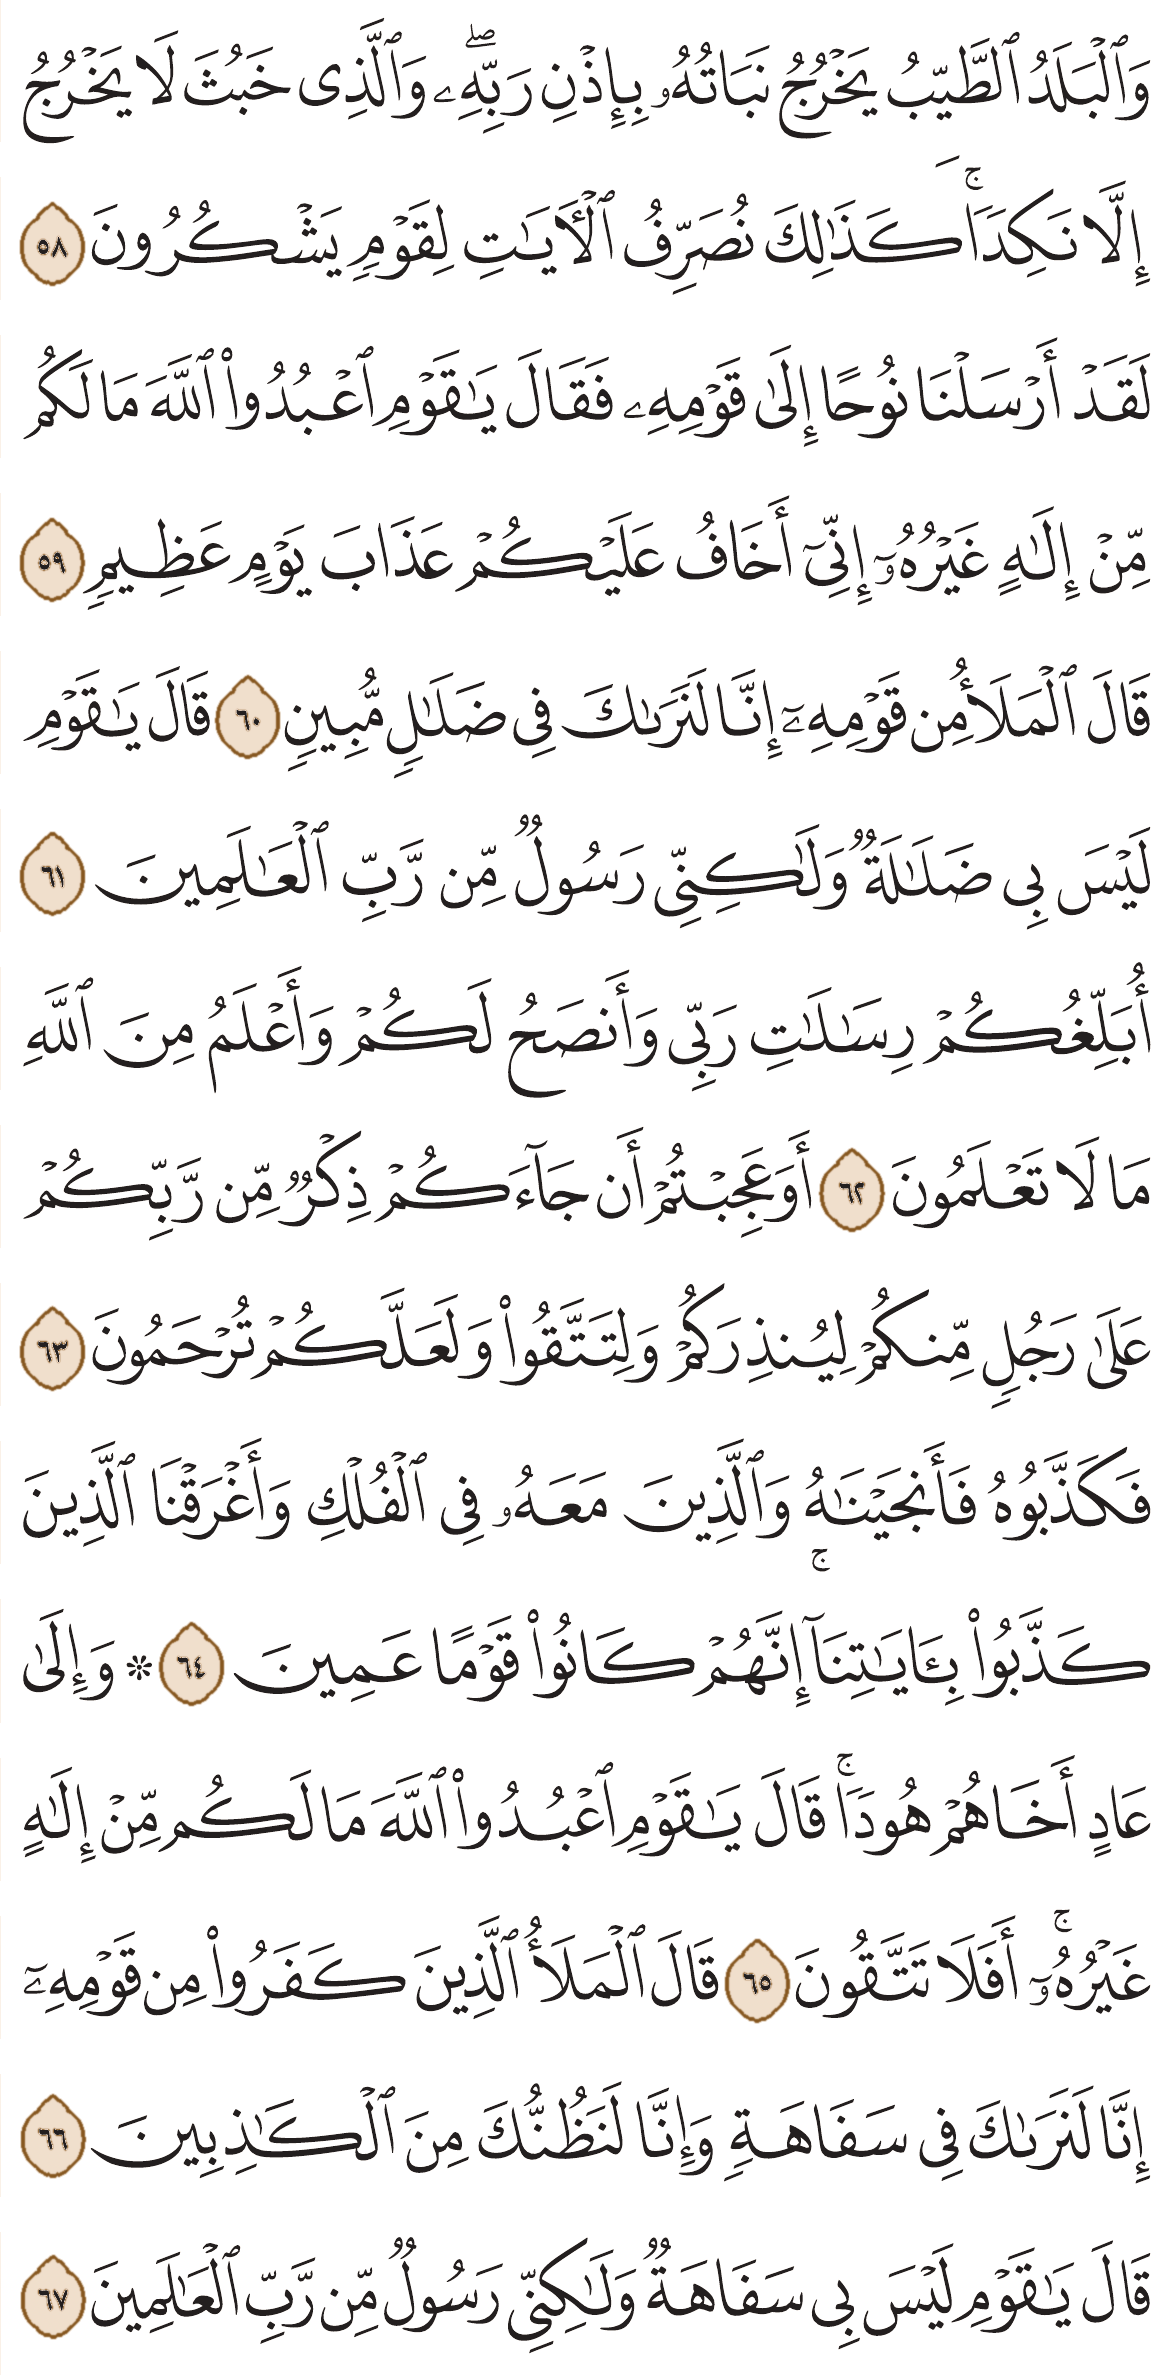 وَٱلۡبَلَدُ ٱلطَّيِّبُ يَخۡرُجُ نَبَاتُهُۥ بِإِذۡنِ رَبِّهِۦۖ وَٱلَّذِى خَبُثَ لَا يَخۡرُجُ
إِلَّا نَكِدٗاۚ كَذَٰلِكَ نُصَرِّفُ ٱلۡأٓيَٰتِ لِقَوۡمٖ يَشۡكُرُونَ ٥٨
لَقَدۡ أَرۡسَلۡنَا نُوحًا إِلَىٰ قَوۡمِهِۦ فَقَالَ يَٰقَوۡمِ ٱعۡبُدُواْ ٱللَّهَ مَا لَكُم
مِّنۡ إِلَٰهٍ غَيۡرُهُۥٓ إِنِّىٓ أَخَافُ عَلَيۡكُمۡ عَذَابَ يَوۡمٍ عَظِيمٖ ٥٩
قَالَ ٱلۡمَلَأُ مِن قَوۡمِهِۦٓ إِنَّا لَنَرَىٰكَ فِى ضَلَٰلٖ مُّبِينٖ ٦٠ قَالَ يَٰقَوۡمِ
لَيۡسَ بِى ضَلَٰلَةٞ وَلَٰكِنِّى رَسُولٞ مِّن رَّبِّ ٱلۡعَٰلَمِينَ ٦١
أُبَلِّغُكُمۡ رِسَٰلَٰتِ رَبِّى وَأَنصَحُ لَكُمۡ وَأَعۡلَمُ مِنَ ٱللَّهِ
مَا لَا تَعۡلَمُونَ ٦٢ أَوَعَجِبۡتُمۡ أَن جَآءَكُمۡ ذِكۡرٞ مِّن رَّبِّكُمۡ
عَلَىٰ رَجُلٖ مِّنكُمۡ لِيُنذِرَكُمۡ وَلِتَتَّقُواْ وَلَعَلَّكُمۡ تُرۡحَمُونَ ٦٣
فَكَذَّبُوهُ فَأَنجَيۡنَٰهُ وَٱلَّذِينَ مَعَهُۥ فِى ٱلۡفُلۡكِ وَأَغۡرَقۡنَا ٱلَّذِينَ
كَذَّبُواْ بِـَٔايَٰتِنَآۚ إِنَّهُمۡ كَانُواْ قَوۡمًا عَمِينَ ٦٤ ۞ وَإِلَىٰ
عَادٍ أَخَاهُمۡ هُودٗاۚ قَالَ يَٰقَوۡمِ ٱعۡبُدُواْ ٱللَّهَ مَا لَكُم مِّنۡ إِلَٰهٍ
غَيۡرُهُۥٓۚ أَفَلَا تَتَّقُونَ ٦٥ قَالَ ٱلۡمَلَأُ ٱلَّذِينَ كَفَرُواْ مِن قَوۡمِهِۦٓ
إِنَّا لَنَرَىٰكَ فِى سَفَاهَةٖ وَإِنَّا لَنَظُنُّكَ مِنَ ٱلۡكَٰذِبِينَ ٦٦
قَالَ يَٰقَوۡمِ لَيۡسَ بِى سَفَاهَةٞ وَلَٰكِنِّى رَسُولٞ مِّن رَّبِّ ٱلۡعَٰلَمِينَ ٦٧